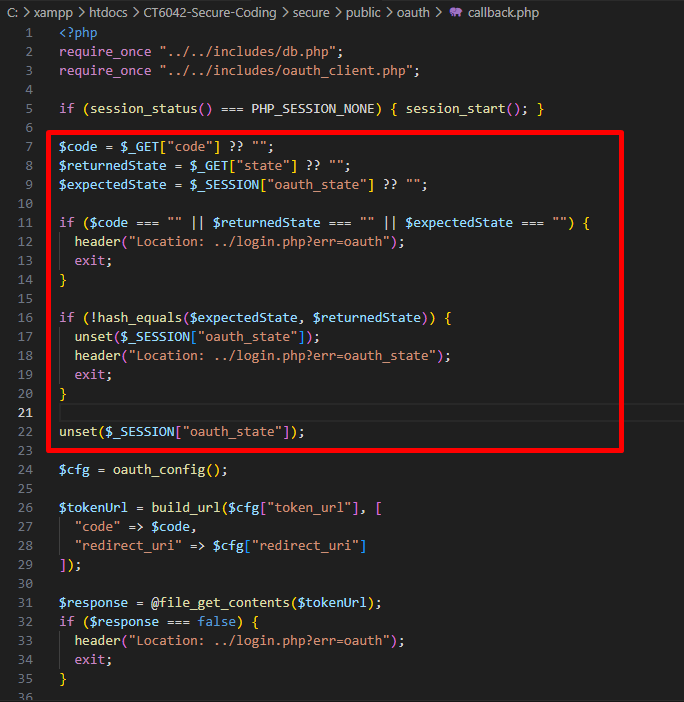 C: > xampp > htdocs > CT6042-Secure-Coding > secure > public > oauth > callback.php
1 <?php
2 require_once "../../includes/db.php";
3 require_once "../../includes/oauth_client.php";
4
5 if (session_status() === PHP_SESSION_NONE) { session_start(); }
6
7 $code = $_GET["code"] ?? "";
8 $returnedState = $_GET["state"] ?? "";
9 $expectedState = $_SESSION["oauth_state"] ?? "";
10
11 if ($code === "" || $returnedState === "" || $expectedState === "") {
12   header("Location: ../login.php?err=oauth");
13   exit;
14 }
15
16 if (!hash_equals($expectedState, $returnedState)) {
17   unset($_SESSION["oauth_state"]);
18   header("Location: ../login.php?err=oauth_state");
19   exit;
20 }
21
22 unset($_SESSION["oauth_state"]);
23
24 $cfg = oauth_config();
25
26 $tokenUrl = build_url($cfg["token_url"], [
27   "code" => $code,
28   "redirect_uri" => $cfg["redirect_uri"]
29 ]);
30
31 $response = @file_get_contents($tokenUrl);
32 if ($response === false) {
33   header("Location: ../login.php?err=oauth");
34   exit;
35 }
36